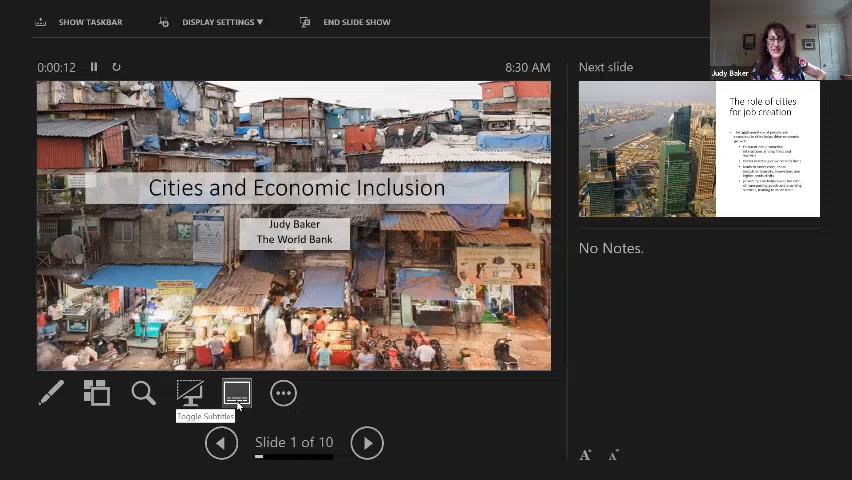 SHOW TASKBAR
DISPLAY SETTINGS ▼
END SLIDE SHOW
0:00:12
8:30 AM
Next slide
Judy Baker
Cities and Economic Inclusion
Judy Baker
The World Bank
The role of cities
for job creation
No Notes.
Toggle Subtitles
Slide 1 of 10
A
A